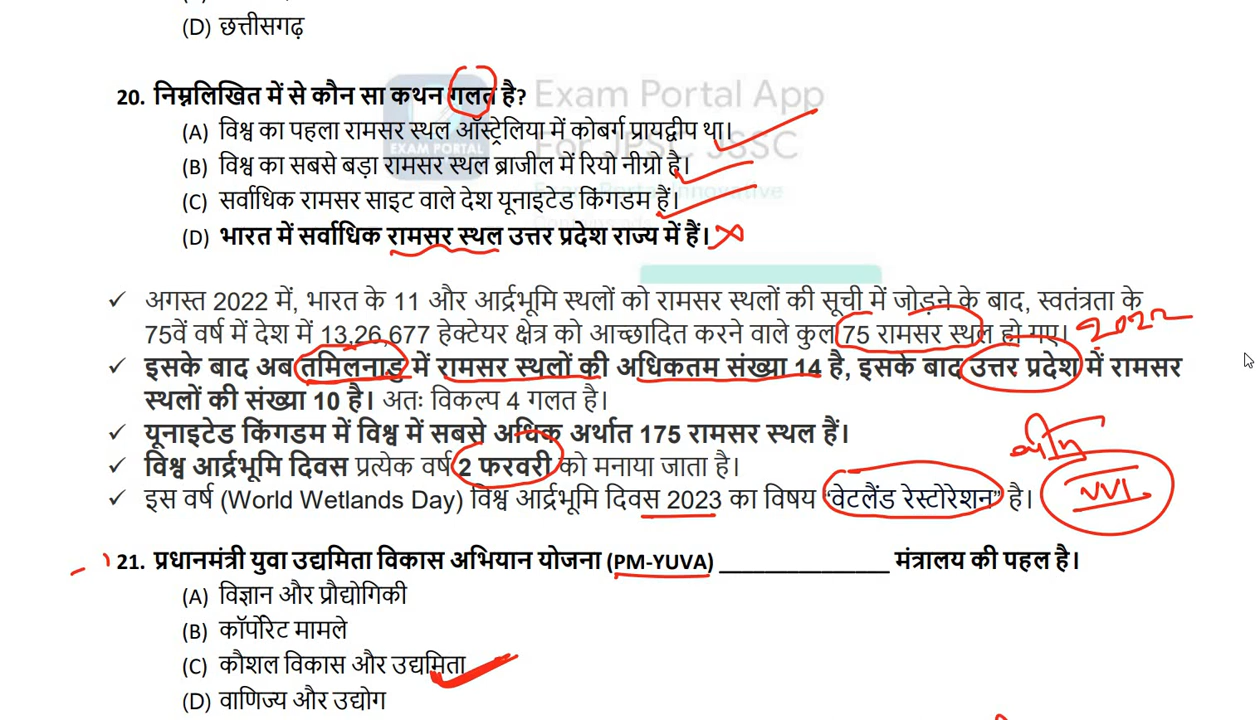 (D) छत्तीसगढ़
20. निम्नलिखित में से कौन सा कथन गलत है?
Exam Portal App
(A) विश्व का पहला रामसर स्थल ऑस्ट्रेलिया में कोबर्ग प्रायद्वीप था।
For JPSC JSSC
EXAM PORTAL
(B) विश्व का सबसे बड़ा रामसर स्थल ब्राजील में रियो नीग्रो है।
(C) सर्वाधिक रामसर साइट वाले देश यूनाइटेड किंगडम हैं।
(D) भारत में सर्वाधिक रामसर स्थल उत्तर प्रदेश राज्य में हैं।
✓ अगस्त 2022 में, भारत के 11 और आर्द्रभूमि स्थलों को रामसर स्थलों की सूची में जोड़ने के बाद, स्वतंत्रता के
75वें वर्ष में देश में 13,26,677 हेक्टेयर क्षेत्र को आच्छादित करने वाले कुल 75 रामसर स्थल हो गए। 2022
✓ इसके बाद अब तमिलनाडु में रामसर स्थलों की अधिकतम संख्या 14 है, इसके बाद उत्तर प्रदेश में रामसर
स्थलों की संख्या 10 है। अतः विकल्प 4 गलत है।
✓ यूनाइटेड किंगडम में विश्व में सबसे अधिक अर्थात 175 रामसर स्थल हैं।
✓ विश्व आर्द्रभूमि दिवस प्रत्येक वर्ष 2 फरवरी को मनाया जाता है।
✓ इस वर्ष (World Wetlands Day) विश्व आर्द्रभूमि दिवस 2023 का विषय "वेटलैंड रेस्टोरेशन" है। VVI
21. प्रधानमंत्री युवा उद्यमिता विकास अभियान योजना (PM-YUVA) ______________ मंत्रालय की पहल है।
(A) विज्ञान और प्रौद्योगिकी
(B) कॉर्पोरेट मामले
(C) कौशल विकास और उद्यमिता
(D) वाणिज्य और उद्योग